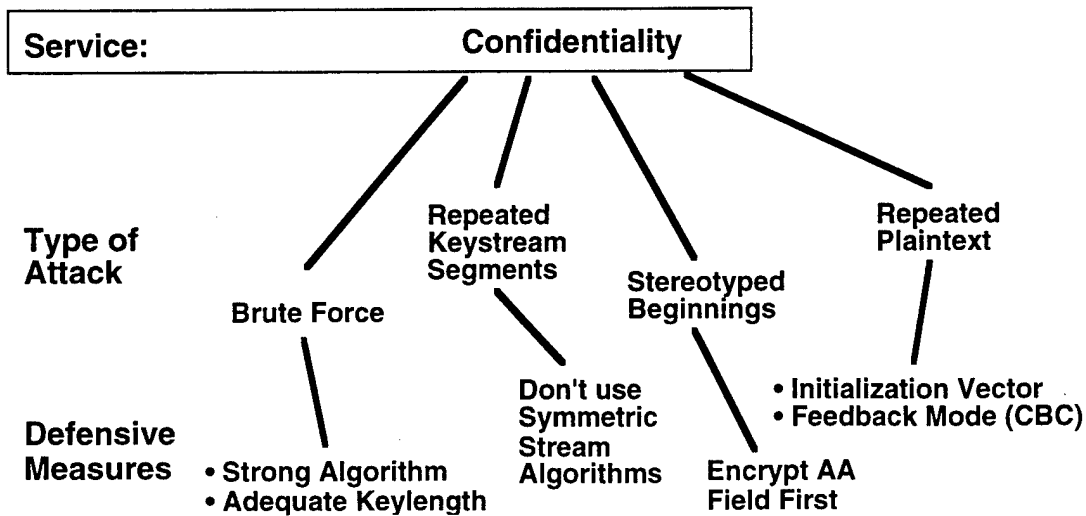 Service: Confidentiality
Type of
Attack
Brute Force
Repeated
Keystream
Segments
Stereotyped
Beginnings
Repeated
Plaintext
Defensive
Measures
• Strong Algorithm
• Adequate Keylength
Don't use
Symmetric
Stream
Algorithms
Encrypt AA
Field First
• Initialization Vector
• Feedback Mode (CBC)